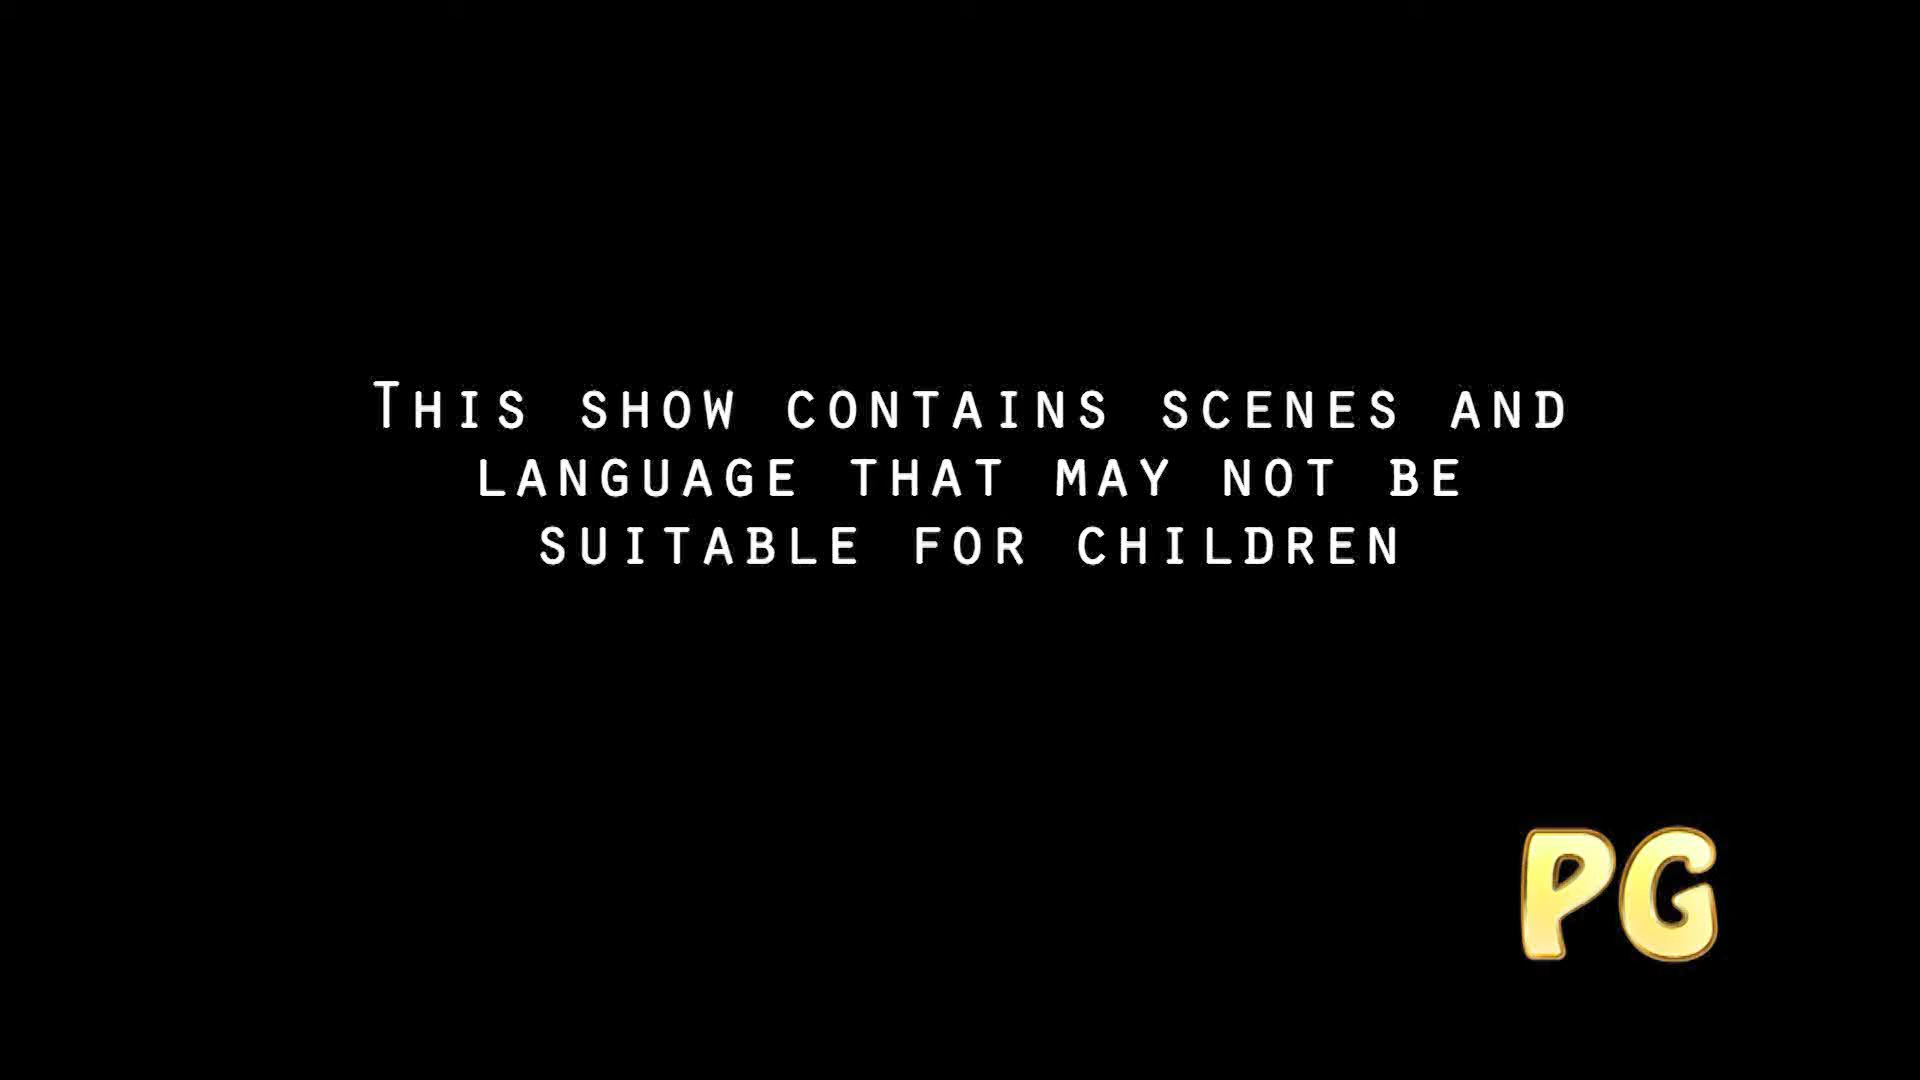 This show contains scenes and
language that may not be
suitable for children
PG